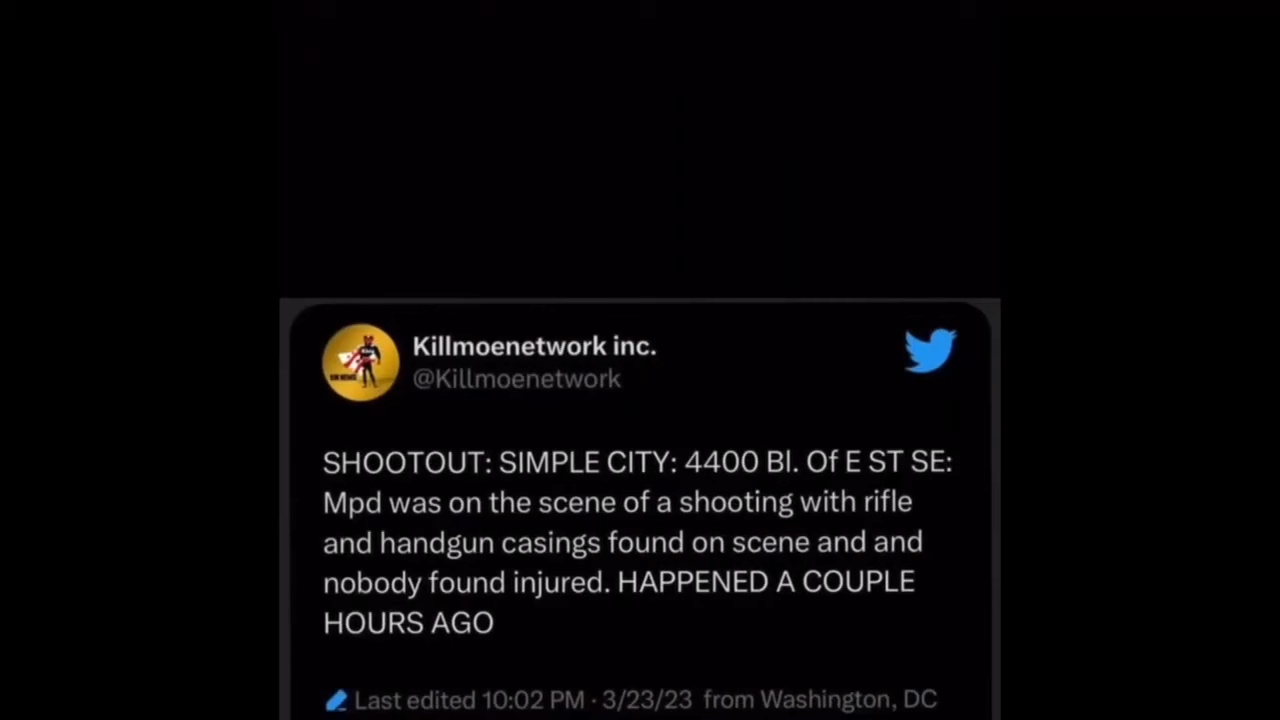 Killmoenetwork inc.
@Killmoenetwork
SHOOTOUT: SIMPLE CITY: 4400 Bl. Of E ST SE:
Mpd was on the scene of a shooting with rifle
and handgun casings found on scene and and
nobody found injured. HAPPENED A COUPLE
HOURS AGO
Last edited 10:02 PM · 3/23/23 from Washington, DC